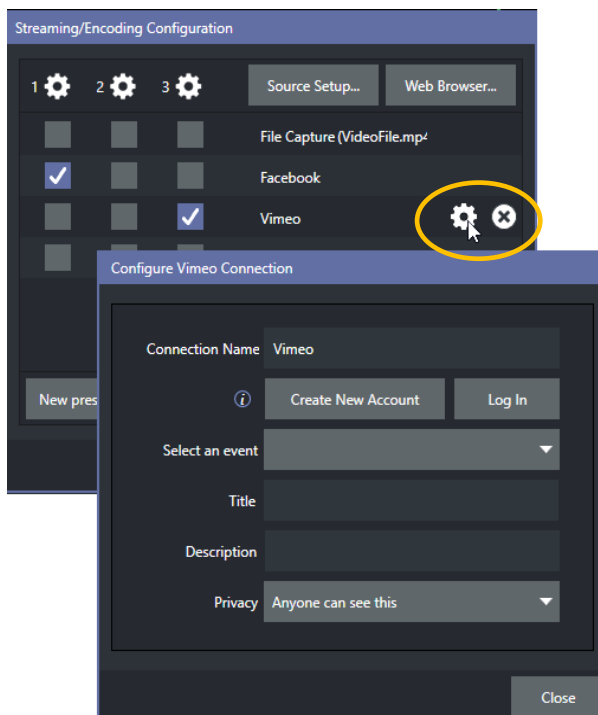 Streaming/Encoding Configuration
1 2 3 Source Setup... Web Browser...
File Capture (VideoFile.mp4
Facebook
Vimeo
Configure Vimeo Connection
Connection Name Vimeo
New pres
i Create New Account Log In
Select an event
Title
Description
Privacy Anyone can see this
Close